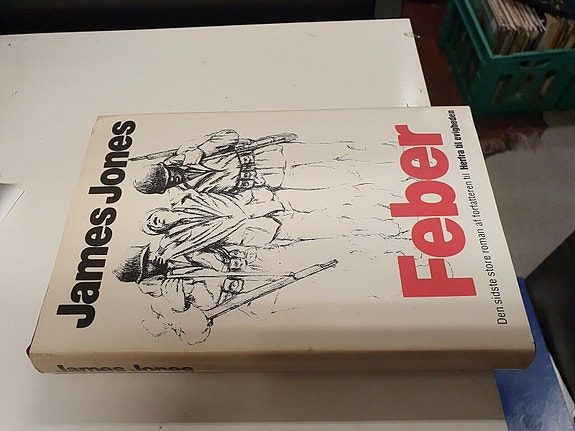 James Jones
Feber
Den sidste store roman af forfatteren til Herfra til evigheden
James Jones